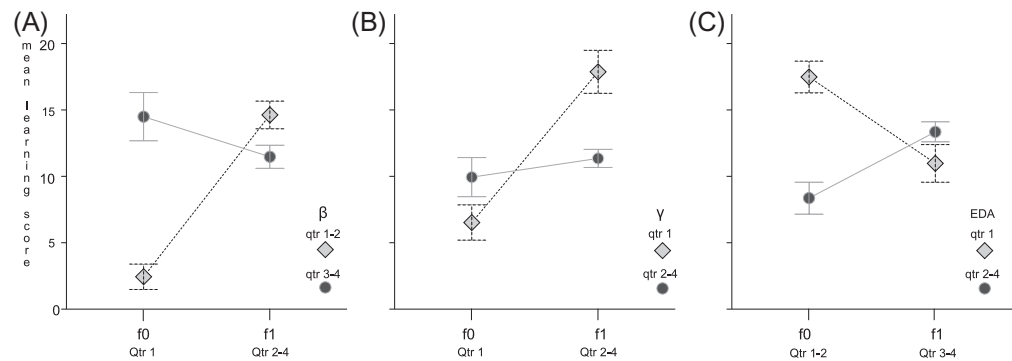 (A)
mean learning score
20
15
10
5
0
β
qtr 1-2
qtr 3-4
f0
f1
Qtr 1
Qtr 2-4
(B)
γ
qtr 1
qtr 2-4
f0
f1
Qtr 1
Qtr 2-4
(C)
EDA
qtr 1
qtr 2-4
f0
f1
Qtr 1-2
Qtr 3-4